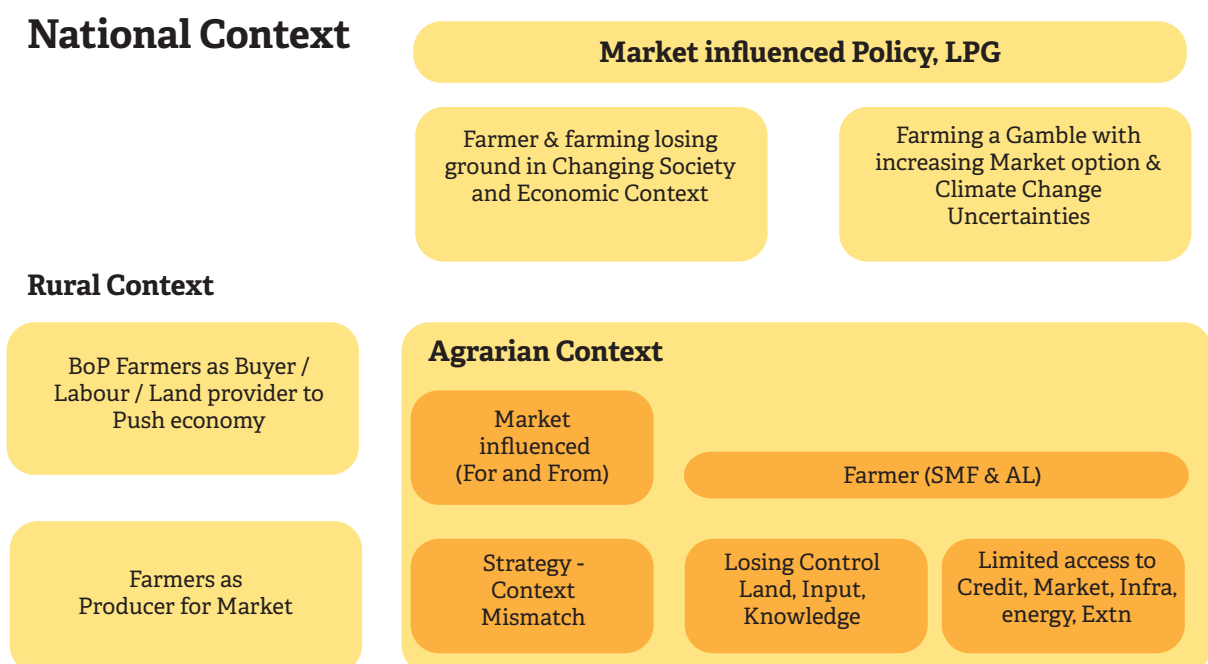 National Context
Market influenced Policy, LPG
Farmer & farming losing
ground in Changing Society
and Economic Context
Farming a Gamble with
increasing Market option &
Climate Change
Uncertainties
Rural Context
BoP Farmers as Buyer /
Labour / Land provider to
Push economy
Farmers as
Producer for Market
Agrarian Context
Market
influenced
(For and From)
Farmer (SMF & AL)
Strategy -
Context
Mismatch
Losing Control
Land, Input,
Knowledge
Limited access to
Credit, Market, Infra,
energy, Extn